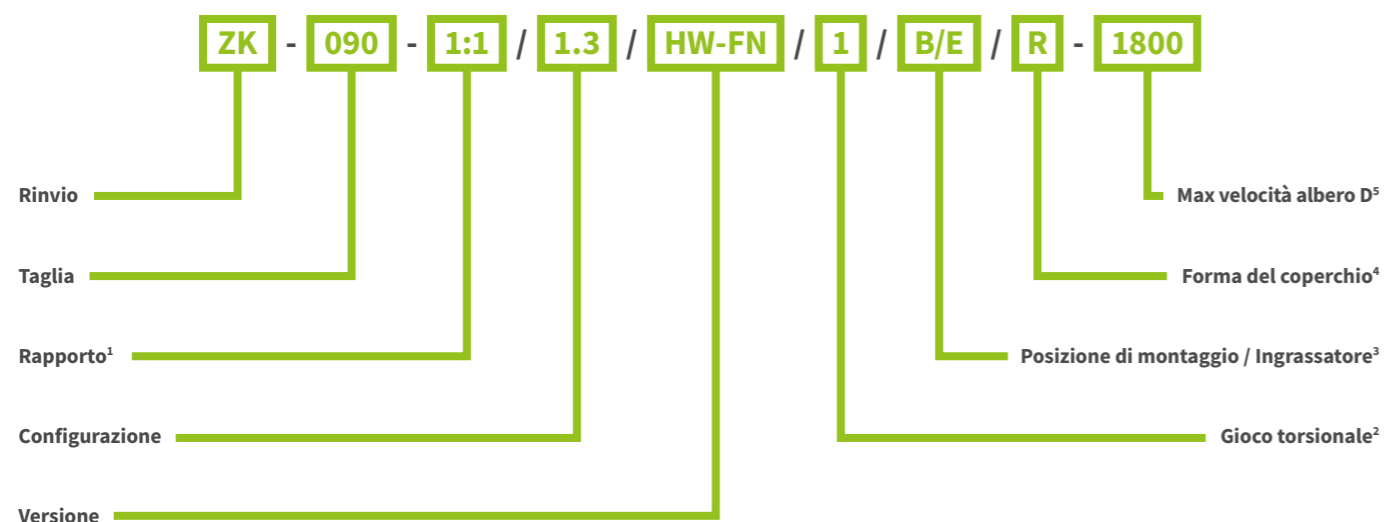 ZK - 090 - 1:1 / 1.3 / HW-FN / 1 / B/E / R - 1800
Rinvio
Max velocità albero D⁵
Taglia
Forma del coperchio⁴
Rapporto¹
Posizione di montaggio / Ingrassatore³
Configurazione
Gioco torsionale²
Versione